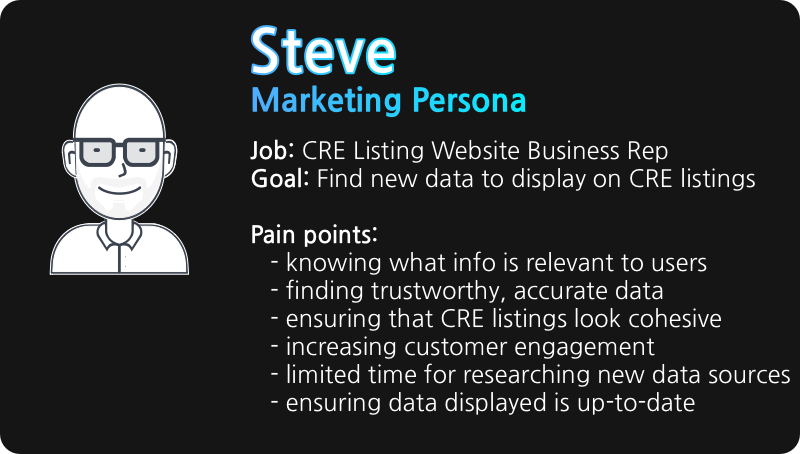 Steve
Marketing Persona
Job: CRE Listing Website Business Rep
Goal: Find new data to display on CRE listings
Pain points:
- knowing what info is relevant to users
- finding trustworthy, accurate data
- ensuring that CRE listings look cohesive
- increasing customer engagement
- limited time for researching new data sources
- ensuring data displayed is up-to-date